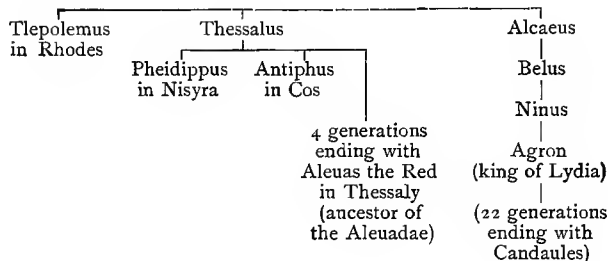 Tlepolemus Thessalus Alcaeus
in Rhodes
Pheidippus Antiphus Belus
in Nisyra in Cos
Ninus
4 generations
ending with
Aleuas the Red
in Thessaly
(ancestor of
the Aleuadae)
Agron
(king of Lydia)
(22 generations
ending with
Candaules)